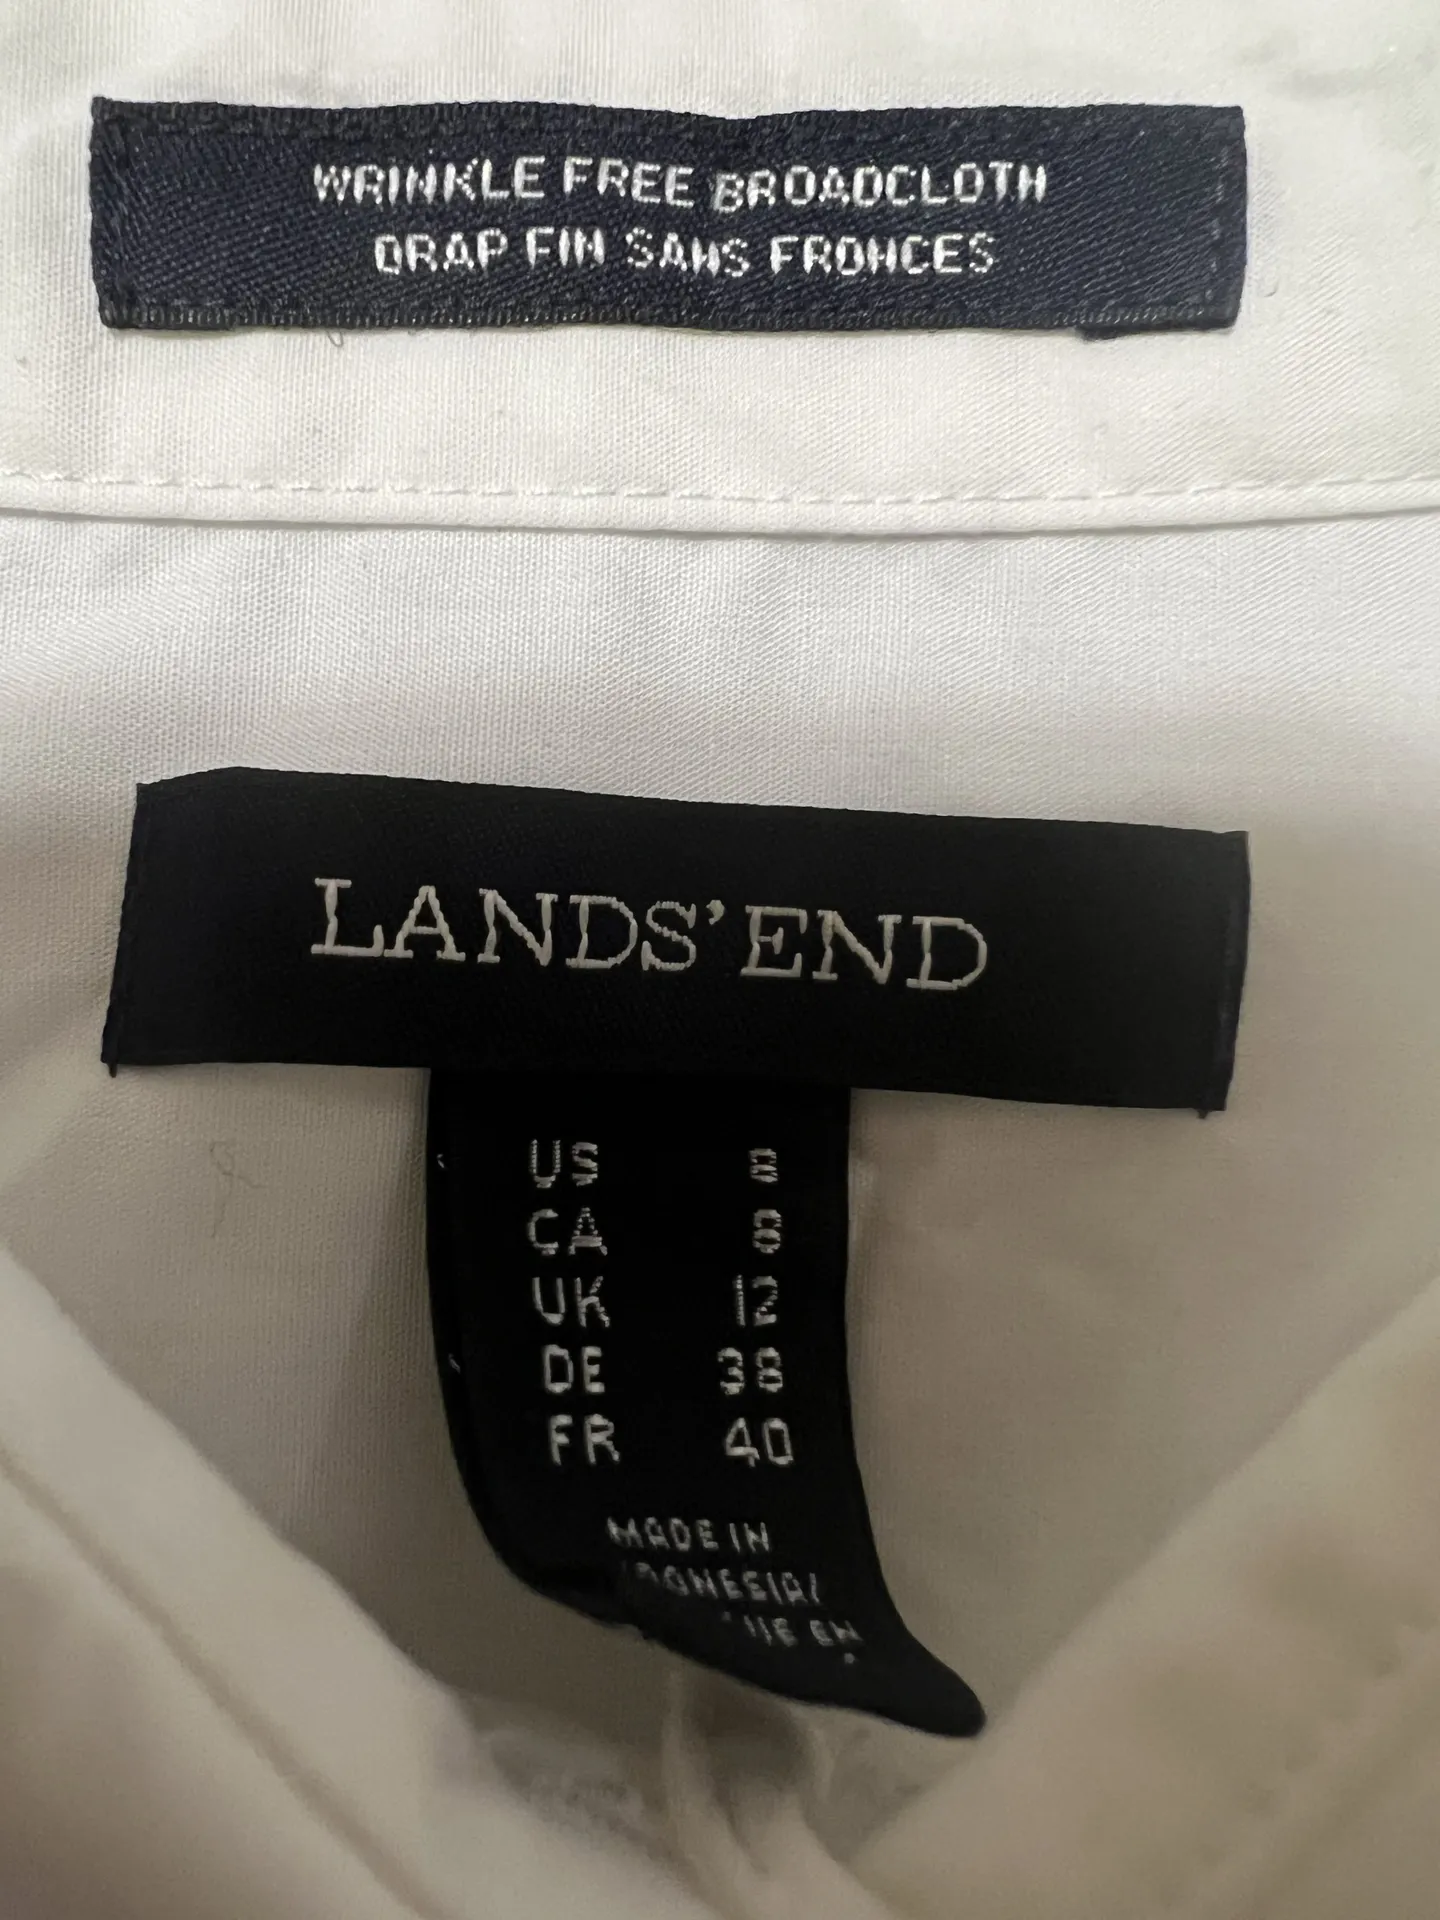 WRINKLE FREE BROADCLOTH
DRAP FIN SANS FRONCES
LANDS' END
US 8
CA 8
UK 12
DE 38
FR 40
MADE IN
EN